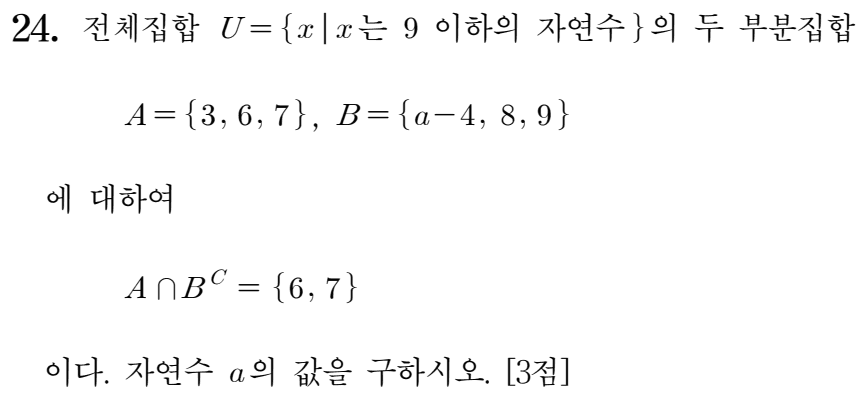 24. 전체집합 U={x|x는 9 이하의 자연수}의 두 부분집합
A={3, 6, 7}, B={a-4, 8, 9}
에 대하여
A∩B^C={6, 7}
이다. 자연수 a의 값을 구하시오. [3점]